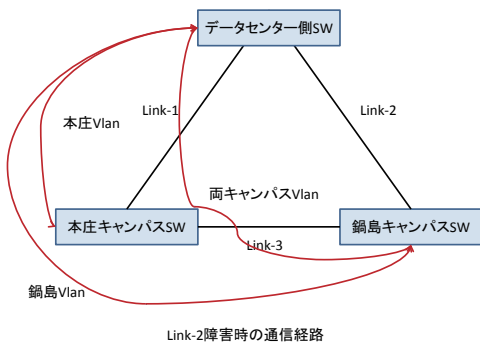 データセンター側SW
Link-1
Link-2
本庄Vlan
両キャンパスVlan
本庄キャンパスSW
鍋島キャンパスSW
Link-3
鍋島Vlan
Link-2障害時の通信経路